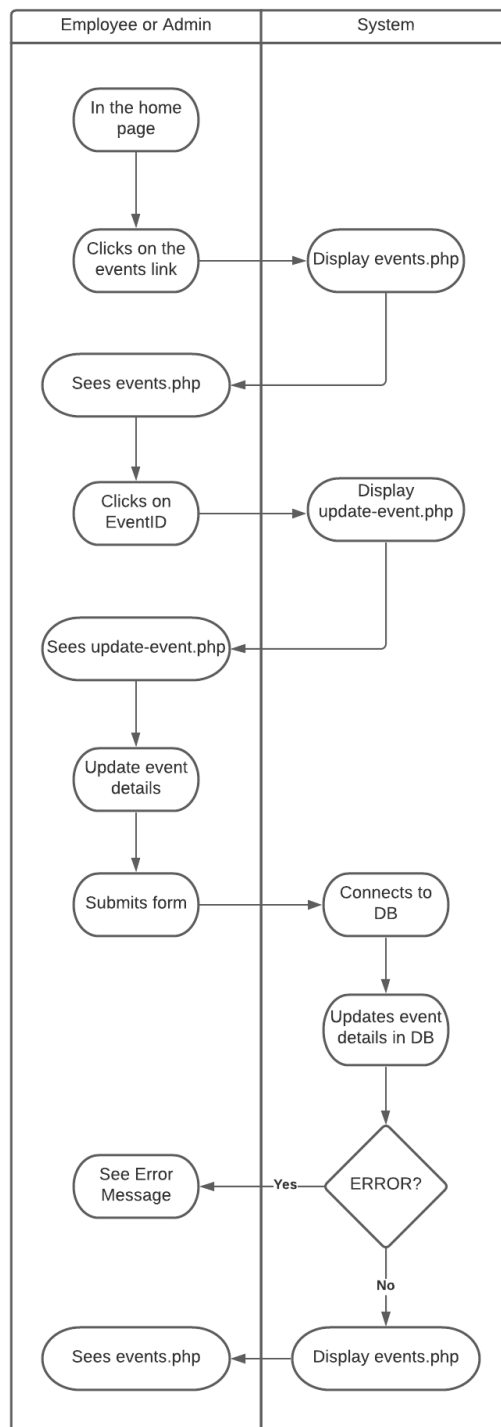 Employee or Admin
System
In the home
page
Clicks on the
events link
Display events.php
Sees events.php
Clicks on
EventID
Display
update-event.php
Sees update-event.php
Update event
details
Submits form
Connects to
DB
Updates event
details in DB
ERROR?
Yes
See Error
Message
No
Display events.php
Sees events.php